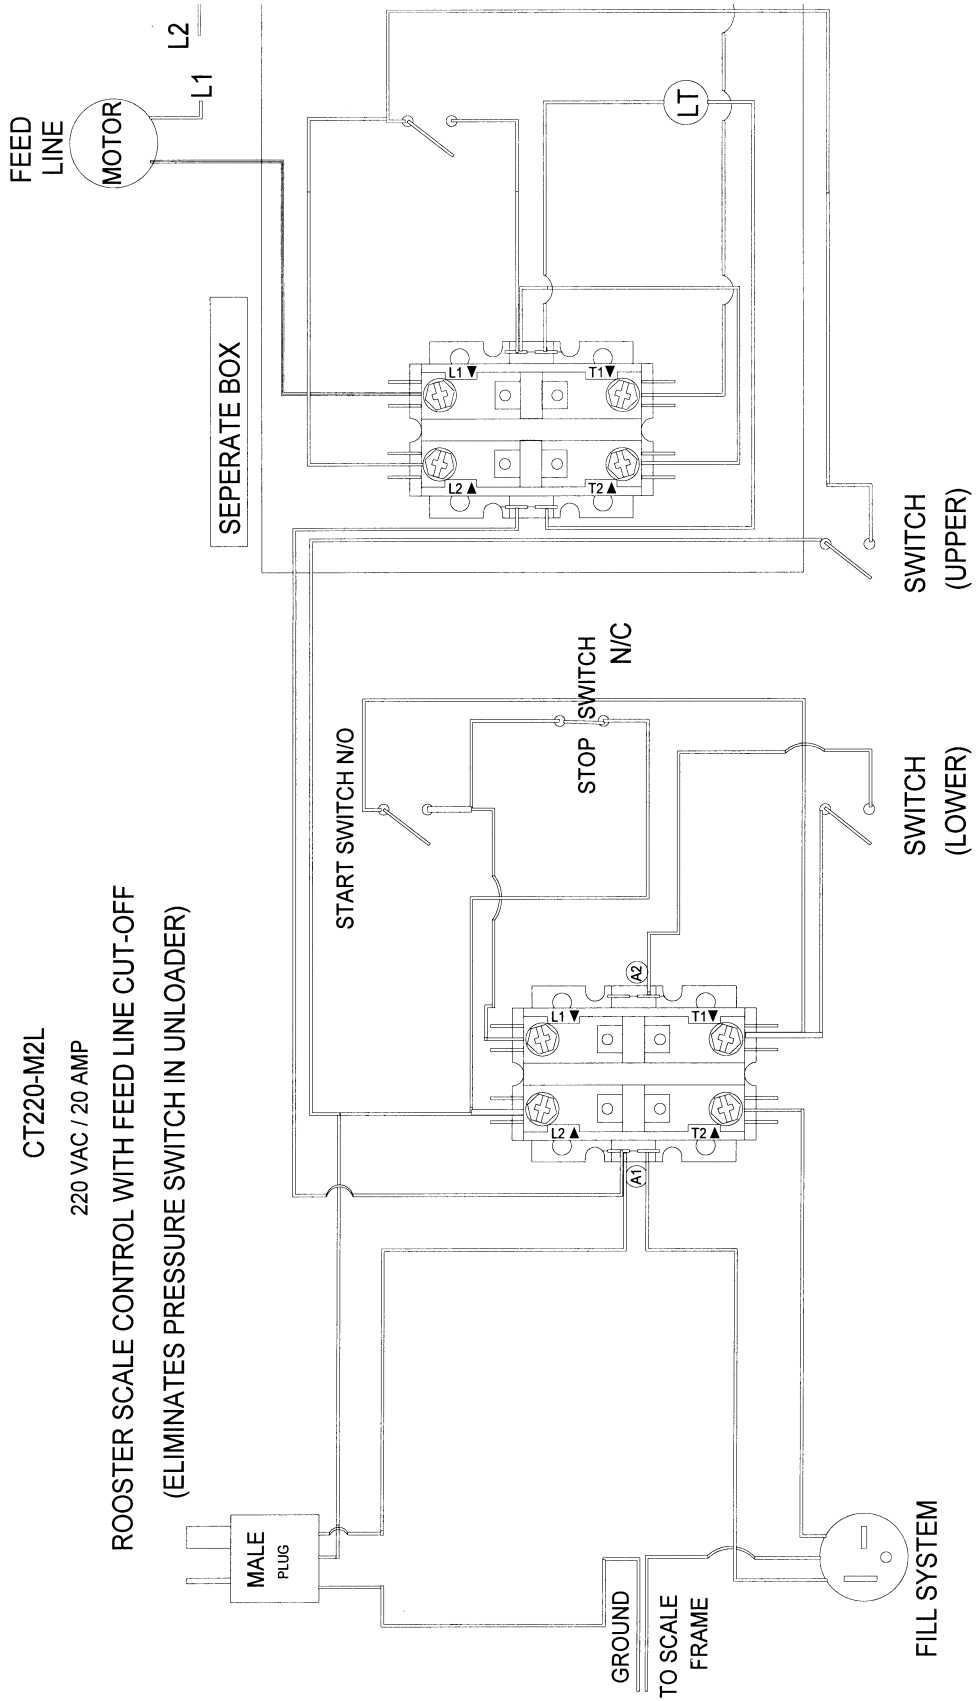 CT220-M2L
220 VAC / 20 AMP
ROOSTER SCALE CONTROL WITH FEED LINE CUT-OFF
(ELIMINATES PRESSURE SWITCH IN UNLOADER)
FEED
LINE
MOTOR
L1
L2
SEPERATE BOX
L1
T1
L2
T2
LT
START SWITCH N/O
STOP SWITCH
N/C
SWITCH
(UPPER)
SWITCH
(LOWER)
A2
L1
T1
L2
T2
A1
MALE
PLUG
GROUND
TO SCALE
FRAME
FILL SYSTEM